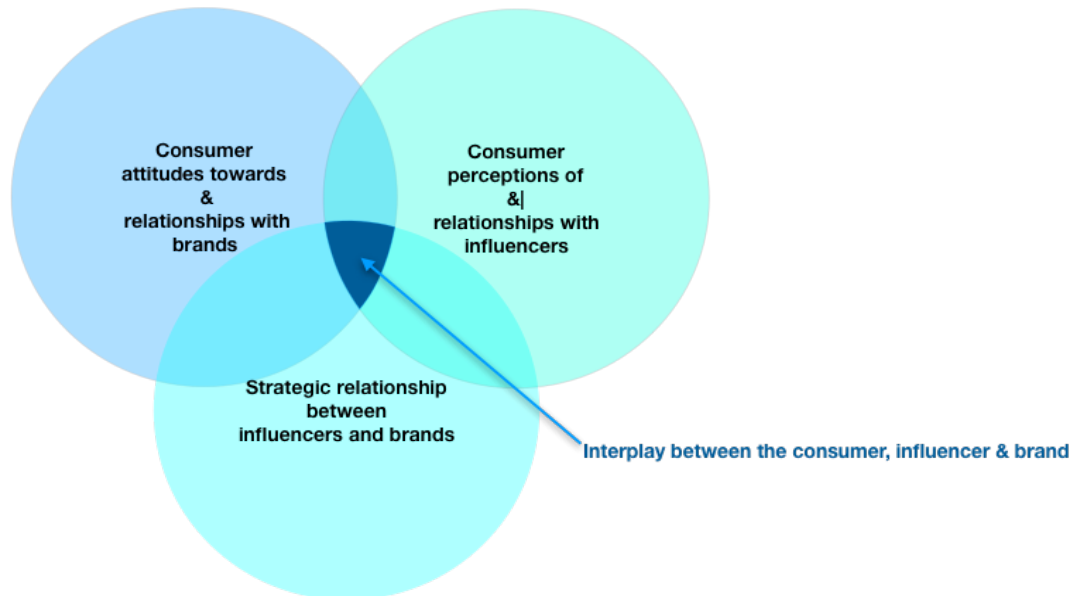 Consumer
attitudes towards
&
relationships with
brands
Consumer
perceptions of
&|
relationships with
influencers
Strategic relationship
between
influencers and brands
Interplay between the consumer, influencer & brand